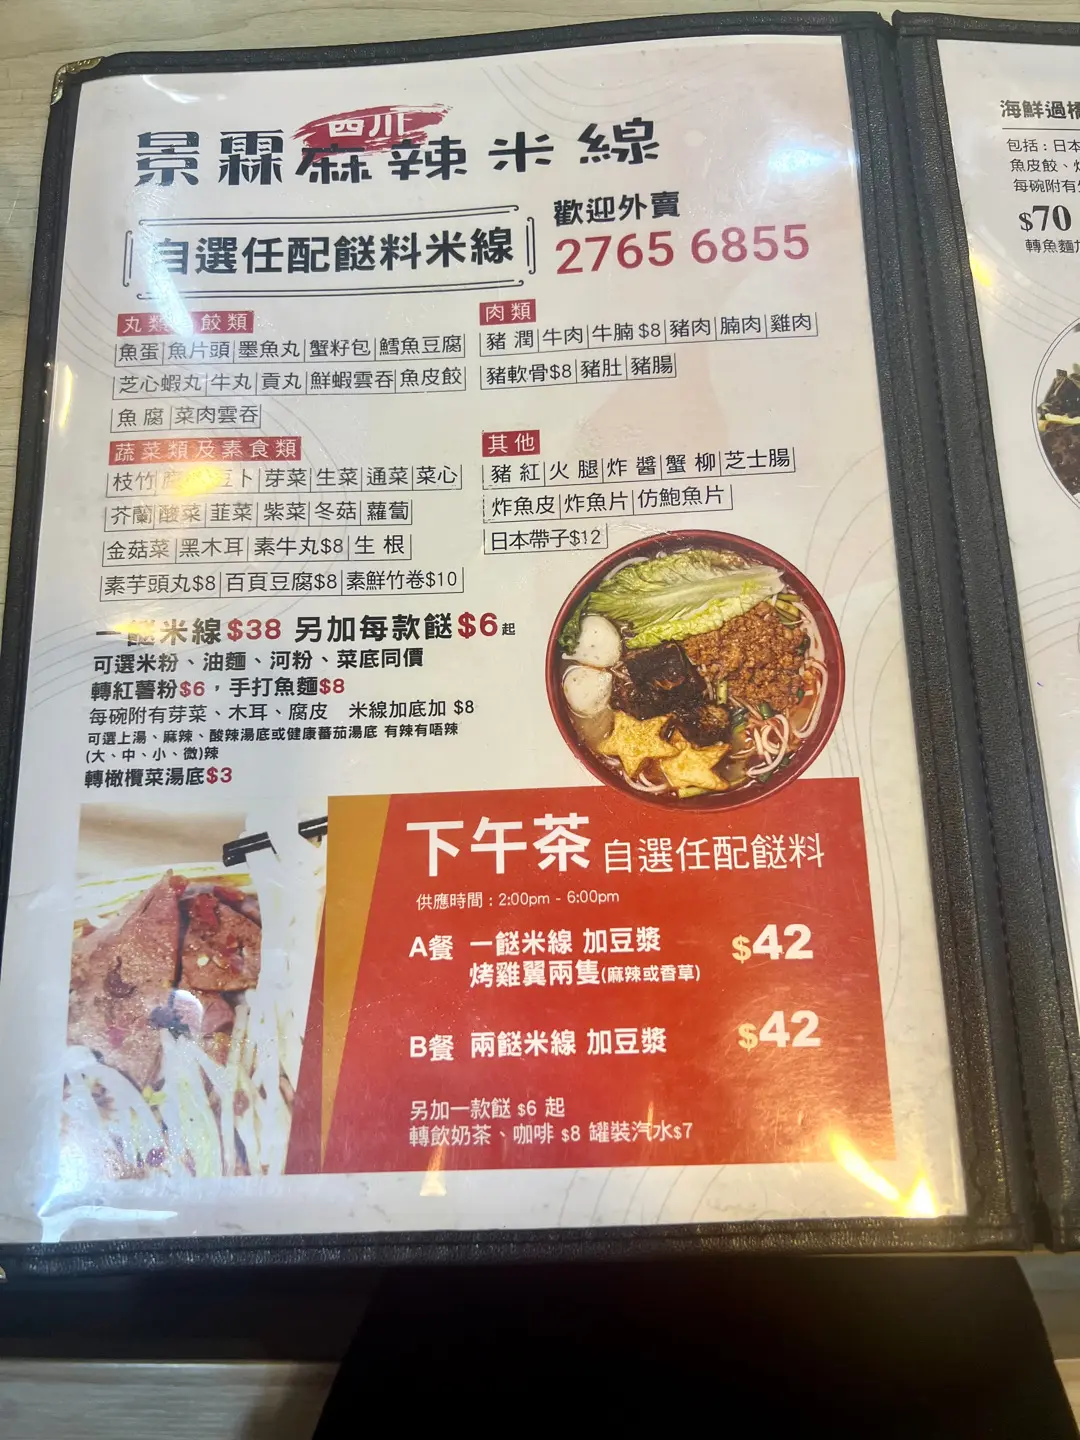 景霖四川麻辣米線
自選任配餸料米線
歡迎外賣
2765 6855
丸類 餃類
魚蛋 魚片頭 墨魚丸 蟹籽包 鱈魚豆腐
芝心蝦丸 牛丸 貢丸 鮮蝦雲吞 魚皮餃
魚腐 菜肉雲吞
肉類
豬潤 牛肉 牛腩$8 豬肉 腩肉 雞肉
豬軟骨$8 豬肚 豬腸
蔬菜類及素食類
枝竹 豆卜 芽菜 生菜 通菜 菜心
芥蘭 酸菜 韮菜 紫菜 冬菇 蘿蔔
金菇菜 黑木耳 素牛丸$8 生根
素芋頭丸$8 百頁豆腐$8 素鮮竹卷$10
其他
豬紅 火腿 炸醬 蟹柳 芝士腸
炸魚皮 炸魚片 仿鮑魚片
日本帶子$12
一餸米線$38 另加每款餸$6起
可選米粉、油麵、河粉、菜底同價
轉紅薯粉$6，手打魚麵$8
每碗附有芽菜、木耳、腐皮 米線加底加 $8
可選上湯、麻辣、酸辣湯底或健康蕃茄湯底 有辣有唔辣
(大、中、小、微)辣
轉橄欖菜湯底$3
下午茶 自選任配餸料
供應時間：2:00pm - 6:00pm
A餐 一餸米線 加豆漿 $42
烤雞翼兩隻(麻辣或香草)
B餐 兩餸米線 加豆漿 $42
另加一款餸 $6 起
轉飲奶茶、咖啡 $8 罐裝汽水$7
海鮮過橋
包括：日本
魚皮餃、
每碗附有
$70
轉魚麵加